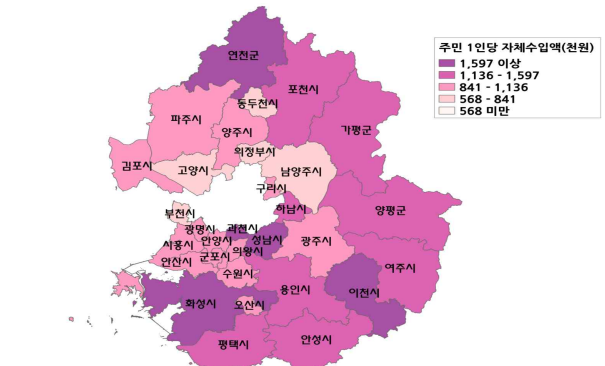 주민 1인당 자체수입액(천원)
1,597 이상
1,136 - 1,597
841 - 1,136
568 - 841
568 미만
연천군
포천시
동두천시
파주시
양주시
가평군
의정부시
김포시
고양시
남양주시
구리시
하남시
양평군
부천시
광명시
과천시
시흥시
안양시
성남시
광주시
군포시
의왕시
안산시
수원시
여주시
용인시
이천시
화성시
오산시
평택시
안성시